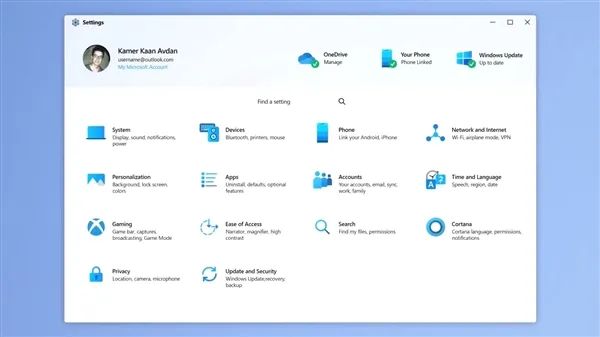 Settings
Kamer Kaan Avdan
username@outlook.com
My Microsoft Account
OneDrive
Manage
Your Phone
Phone Linked
Windows Update
Up to date
Find a setting
System
Display, sound, notifications,
power
Devices
Bluetooth, printers, mouse
Phone
Link your Android, iPhone
Network and Internet
Wi-Fi, airplane mode, VPN
Personalization
Background, lock screen,
colors
Apps
Uninstall, defaults, optional
features
Accounts
Your accounts, email, sync,
work, family
Time and Language
Speech, region, date
Gaming
Game bar, captures,
broadcasting, Game Mode
Ease of Access
Narrator, magnifier, high
contrast
Search
Find my files, permissions
Cortana
Cortana language, permissions,
notifications
Privacy
Location, camera, microphone
Update and Security
Windows Update,recovery,
backup